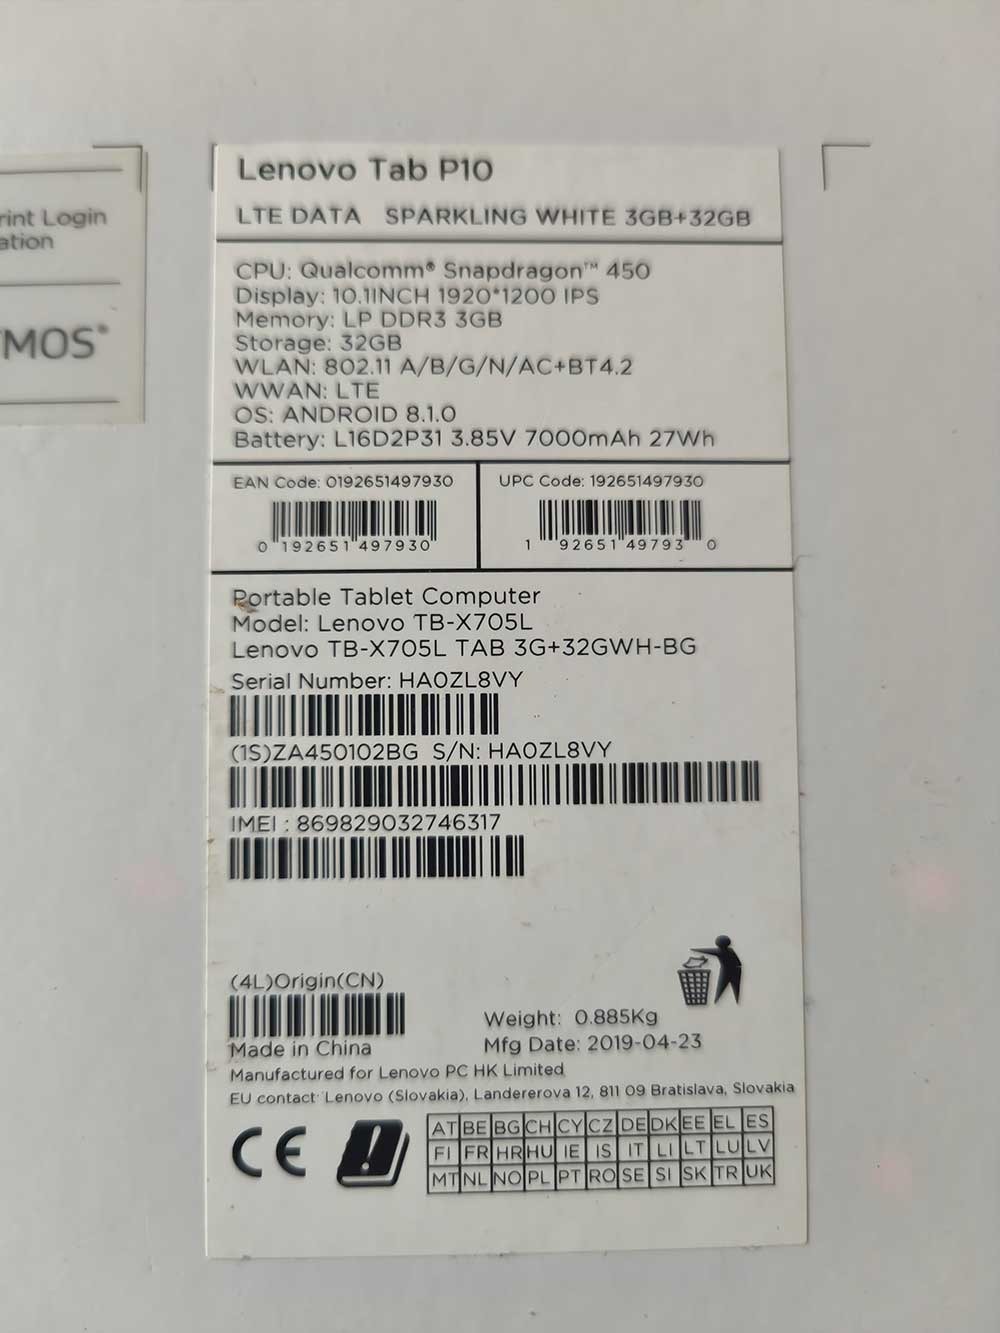 Lenovo Tab P10
LTE DATA SPARKLING WHITE 3GB+32GB
rint Login
ation
MOS®
CPU: Qualcomm® Snapdragon™ 450
Display: 10.1INCH 1920*1200 IPS
Memory: LP DDR3 3GB
Storage: 32GB
WLAN: 802.11 A/B/G/N/AC+BT4.2
WWAN: LTE
OS: ANDROID 8.1.0
Battery: L16D2P31 3.85V 7000mAh 27Wh
EAN Code: 0192651497930 UPC Code: 192651497930
0 192651 497930 1 92651 49793 0
Portable Tablet Computer
Model: Lenovo TB-X705L
Lenovo TB-X705L TAB 3G+32GWH-BG
Serial Number: HA0ZL8VY
(1S)ZA450102BG S/N: HA0ZL8VY
IMEI : 869829032746317
(4L)Origin(CN)
Made in China
Weight: 0.885Kg
Mfg Date: 2019-04-23
Manufactured for Lenovo PC HK Limited
EU contact: Lenovo (Slovakia), Landererova 12, 811 09 Bratislava, Slovakia
CE
AT BE BG CH CY CZ DE DK EE EL ES
FI FR HR HU IE IS IT LI LT LU LV
MT NL NO PL PT RO SE SI SK TR UK